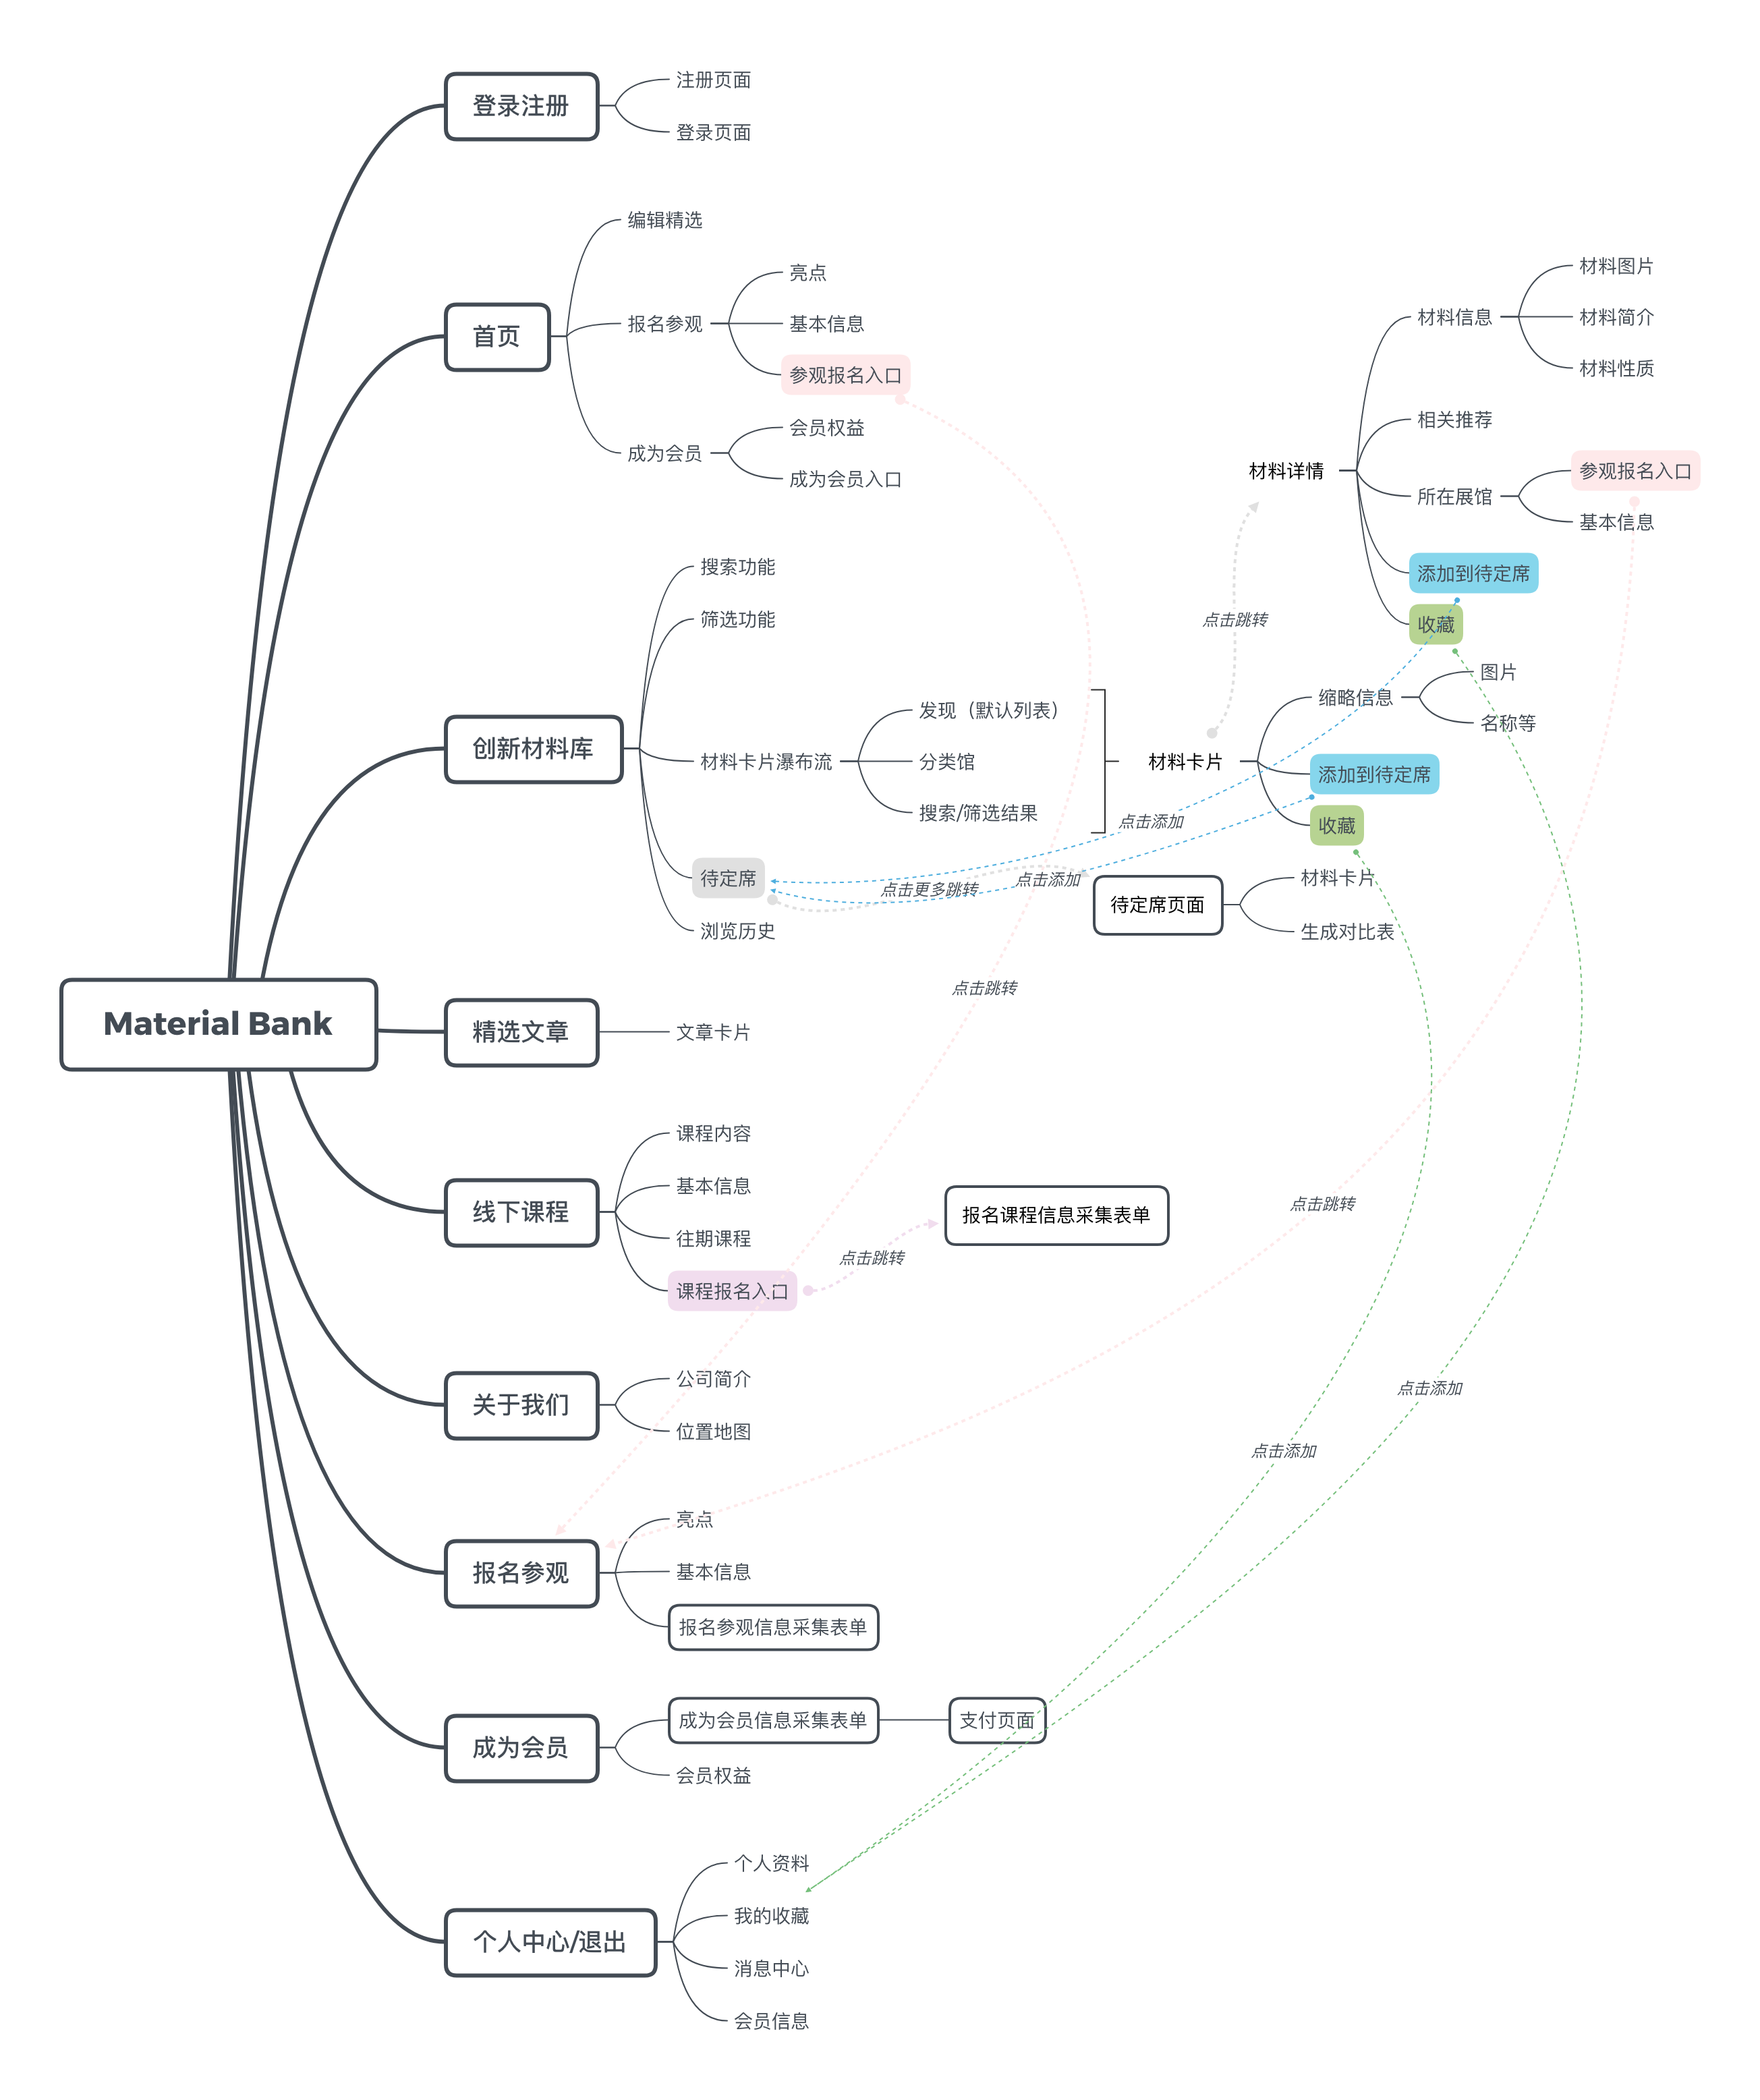 登录注册
注册页面
登录页面
首页
编辑精选
报名参观
亮点
基本信息
参观报名入口
成为会员
会员权益
成为会员入口
创新材料库
搜索功能
筛选功能
材料卡片瀑布流
发现（默认列表）
分类馆
搜索/筛选结果
待定席
浏览历史
材料卡片
缩略信息
图片
名称等
添加到待定席
收藏
点击跳转
材料详情
材料信息
材料图片
材料简介
材料性质
相关推荐
所在展馆
参观报名入口
基本信息
添加到待定席
收藏
点击添加
点击添加
点击更多跳转
待定席页面
材料卡片
生成对比表
点击跳转
Material Bank
精选文章
文章卡片
线下课程
课程内容
基本信息
往期课程
课程报名入口
点击跳转
报名课程信息采集表单
点击跳转
关于我们
公司简介
位置地图
点击添加
点击添加
报名参观
亮点
基本信息
报名参观信息采集表单
成为会员
成为会员信息采集表单
支付页面
会员权益
个人中心/退出
个人资料
我的收藏
消息中心
会员信息